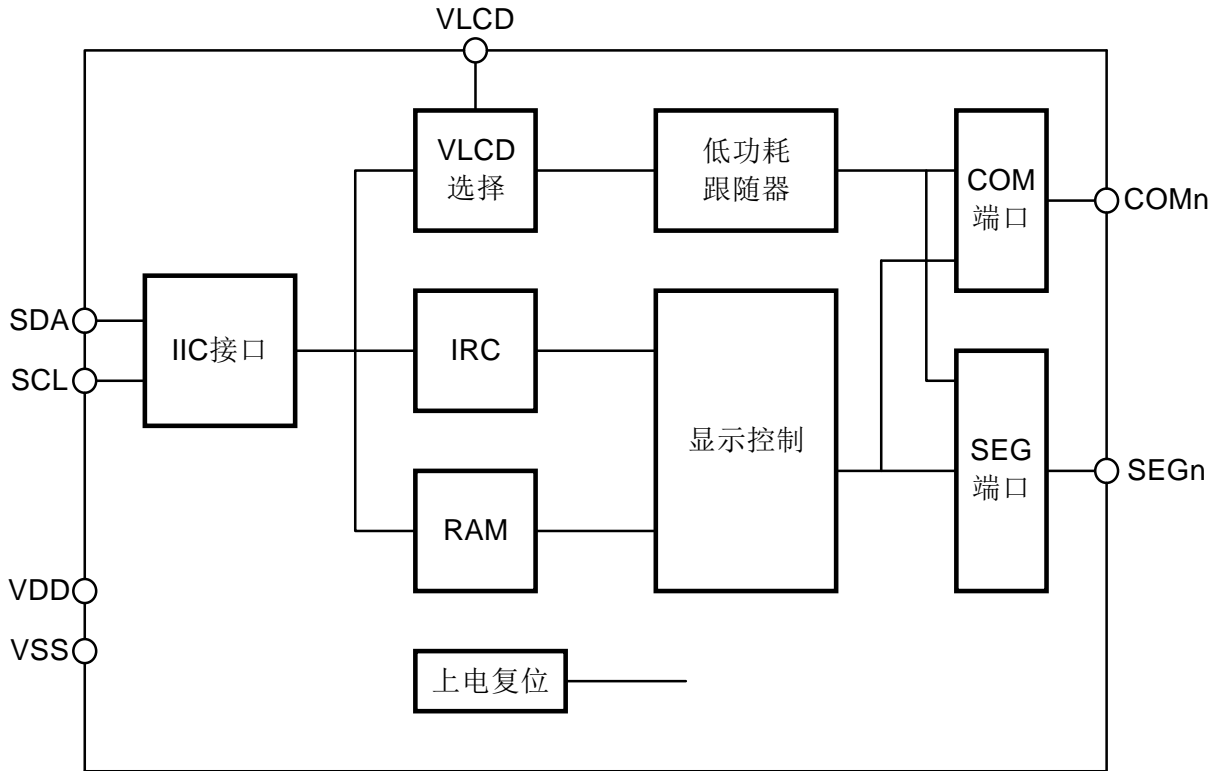 VLCD
VLCD
选择
低功耗
跟随器
COM
端口
COMn
SDA
SCL
IIC接口
IRC
显示控制
SEG
端口
SEGn
RAM
VDD
VSS
上电复位